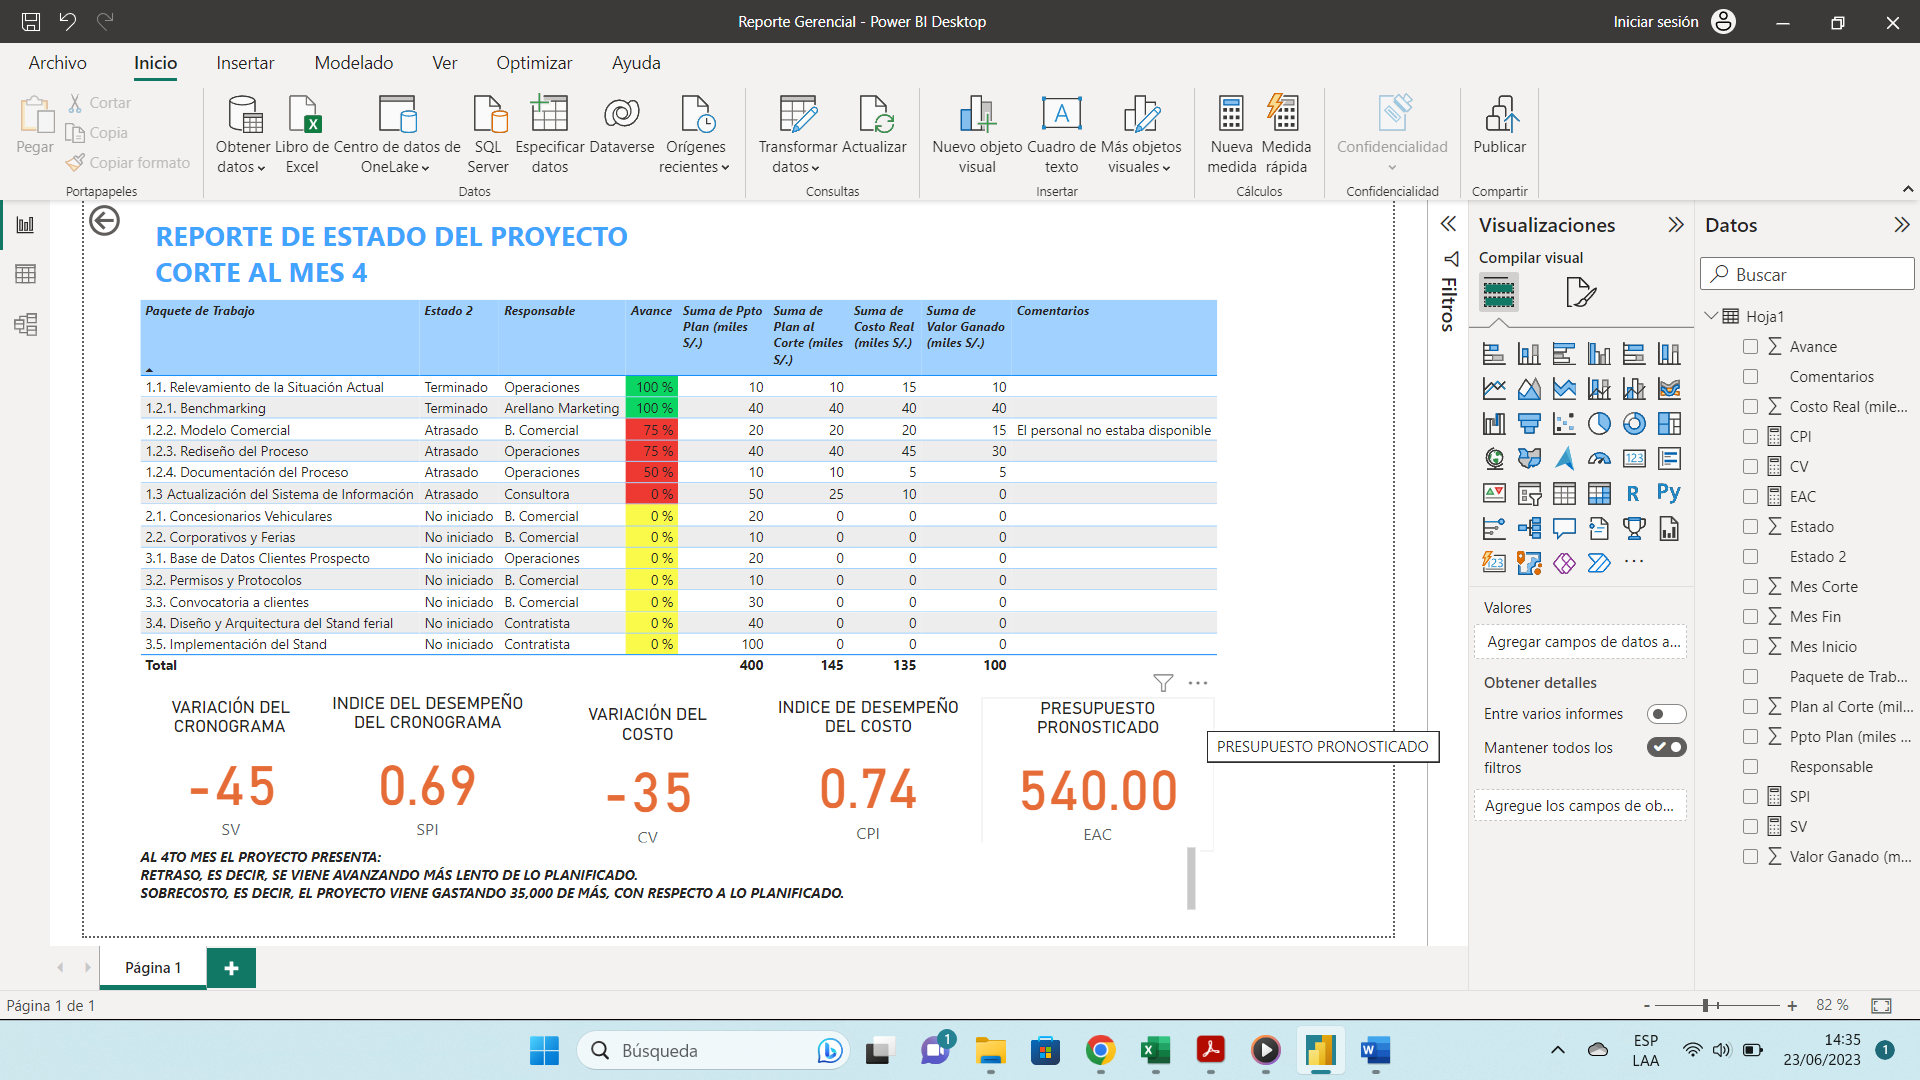 Reporte Gerencial - Power BI Desktop
Iniciar sesión
Archivo Inicio Insertar Modelado Ver Optimizar Ayuda
Pegar
Cortar
Copia
Copiar formato
Portapapeles
Obtener datos
Libro de Excel
Centro de datos de OneLake
SQL Server
Especificar datos
Dataverse
Orígenes recientes
Datos
Transformar datos
Actualizar
Consultas
Nuevo objeto visual
Cuadro de texto
A
Más objetos visuales
Insertar
Nueva medida
Medida rápida
Cálculos
Confidencialidad
Confidencialidad
Publicar
Compartir
REPORTE DE ESTADO DEL PROYECTO
CORTE AL MES 4
Paquete de Trabajo Estado 2 Responsable Avance Suma de Ppto Plan (miles S/.) Suma de Plan al Corte (miles S/.) Suma de Costo Real (miles S/.) Suma de Valor Ganado (miles S/.) Comentarios
1.1. Relevamiento de la Situación Actual Terminado Operaciones 100 % 10 10 15 10
1.2.1. Benchmarking Terminado Arellano Marketing 100 % 40 40 40 40
1.2.2. Modelo Comercial Atrasado B. Comercial 75 % 20 20 20 15 El personal no estaba disponible
1.2.3. Rediseño del Proceso Atrasado Operaciones 75 % 40 40 45 30
1.2.4. Documentación del Proceso Atrasado Operaciones 50 % 10 10 5 5
1.3 Actualización del Sistema de Información Atrasado Consultora 0 % 50 25 10 0
2.1. Concesionarios Vehiculares No iniciado B. Comercial 0 % 20 0 0 0
2.2. Corporativos y Ferias No iniciado B. Comercial 0 % 10 0 0 0
3.1. Base de Datos Clientes Prospecto No iniciado Operaciones 0 % 20 0 0 0
3.2. Permisos y Protocolos No iniciado B. Comercial 0 % 10 0 0 0
3.3. Convocatoria a clientes No iniciado B. Comercial 0 % 30 0 0 0
3.4. Diseño y Arquitectura del Stand ferial No iniciado Contratista 0 % 40 0 0 0
3.5. Implementación del Stand No iniciado Contratista 0 % 100 0 0 0
Total 400 145 135 100
VARIACIÓN DEL CRONOGRAMA
-45
SV
INDICE DEL DESEMPEÑO DEL CRONOGRAMA
0.69
SPI
VARIACIÓN DEL COSTO
-35
CV
INDICE DE DESEMPEÑO DEL COSTO
0.74
CPI
PRESUPUESTO PRONOSTICADO
540.00
EAC
PRESUPUESTO PRONOSTICADO
AL 4TO MES EL PROYECTO PRESENTA:
RETRASO, ES DECIR, SE VIENE AVANZANDO MÁS LENTO DE LO PLANIFICADO.
SOBRECOSTO, ES DECIR, EL PROYECTO VIENE GASTANDO 35,000 DE MÁS, CON RESPECTO A LO PLANIFICADO.
Filtros
Visualizaciones
Compilar visual
123
R
Py
123
Valores
Agregar campos de datos a...
Obtener detalles
Entre varios informes
Mantener todos los filtros
Agregue los campos de ob...
Datos
Buscar
Hoja1
Avance
Comentarios
Costo Real (mile...
CPI
CV
EAC
Estado
Estado 2
Mes Corte
Mes Fin
Mes Inicio
Paquete de Trab...
Plan al Corte (mil...
Ppto Plan (miles ...
Responsable
SPI
SV
Valor Ganado (m...
Página 1
Página 1 de 1
82 %
Búsqueda
1
ESP
LAA
14:35
23/06/2023
1